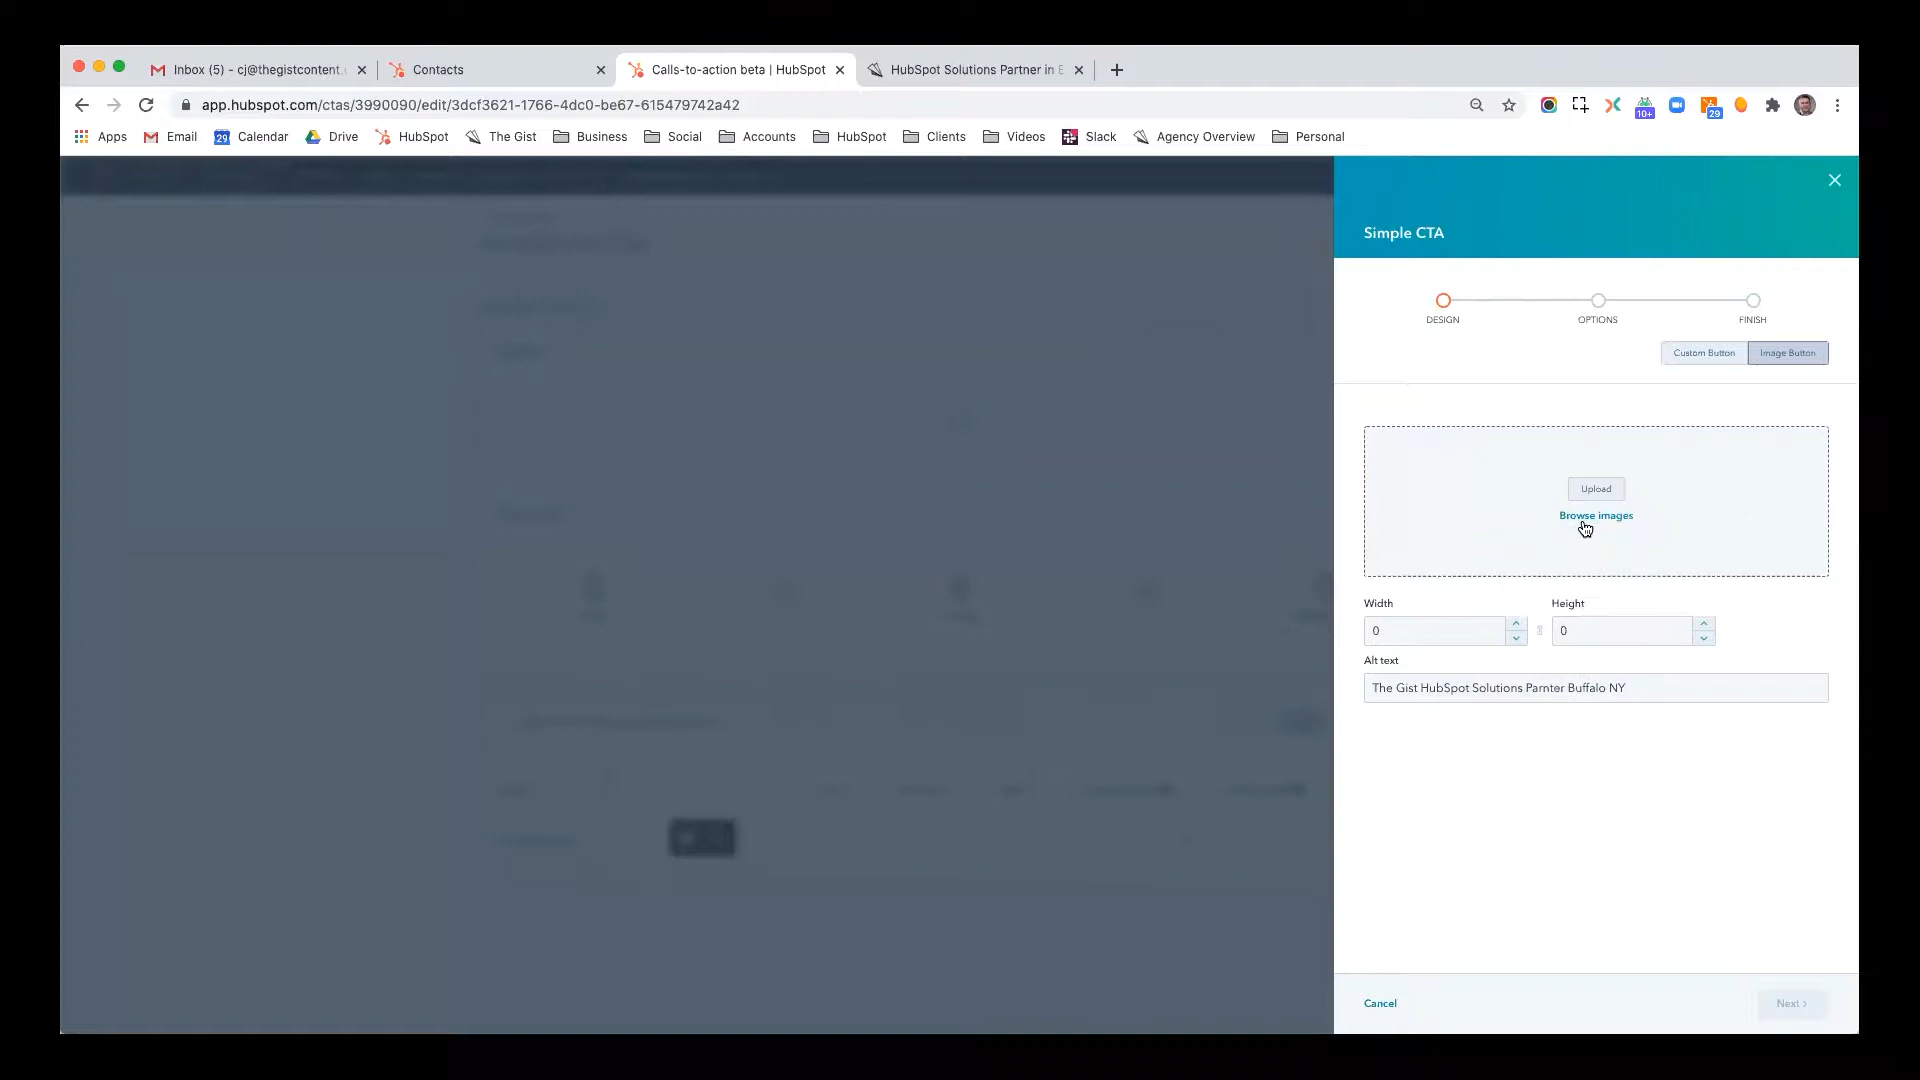 Inbox (5) - cj@thegistcontent.
Contacts
Calls-to-action beta | HubSpot
HubSpot Solutions Partner in E
app.hubspot.com/ctas/3990090/edit/3dcf3621-1766-4dc0-be67-615479742a42
10+
29
Apps
Email
29
Calendar
Drive
HubSpot
The Gist
Business
Social
Accounts
HubSpot
Clients
Videos
Slack
Agency Overview
Personal
Simple CTA
DESIGN
OPTIONS
FINISH
Custom Button
Image Button
Upload
Browse images
Width
Height
0
0
Alt text
The Gist HubSpot Solutions Parnter Buffalo NY
Cancel
Next >